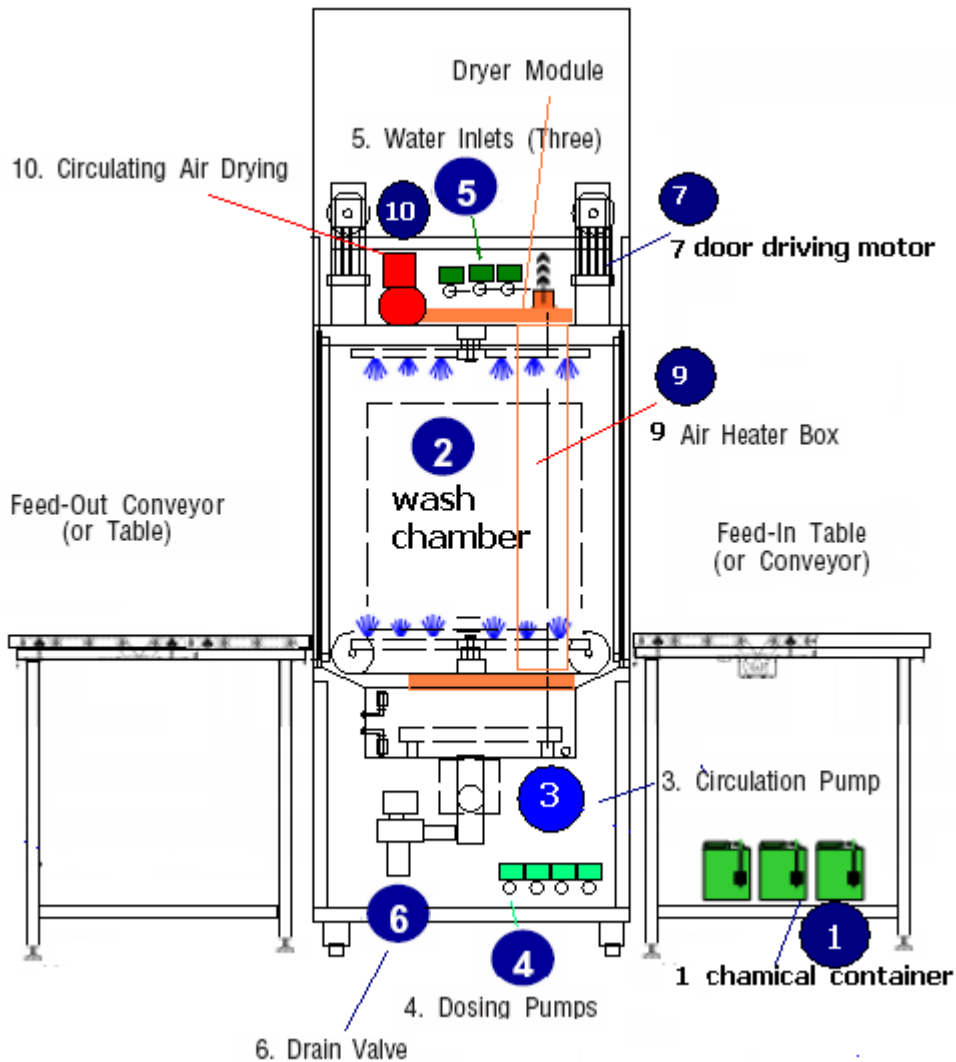 Dryer Module
5. Water Inlets (Three)
10. Circulating Air Drying
5
10
7
7 door driving motor
9
9 Air Heater Box
2
wash
chamber
Feed-Out Conveyor
(or Table)
Feed-In Table
(or Conveyor)
3
3. Circulation Pump
6
4
1
1 chamical container
4. Dosing Pumps
6. Drain Valve